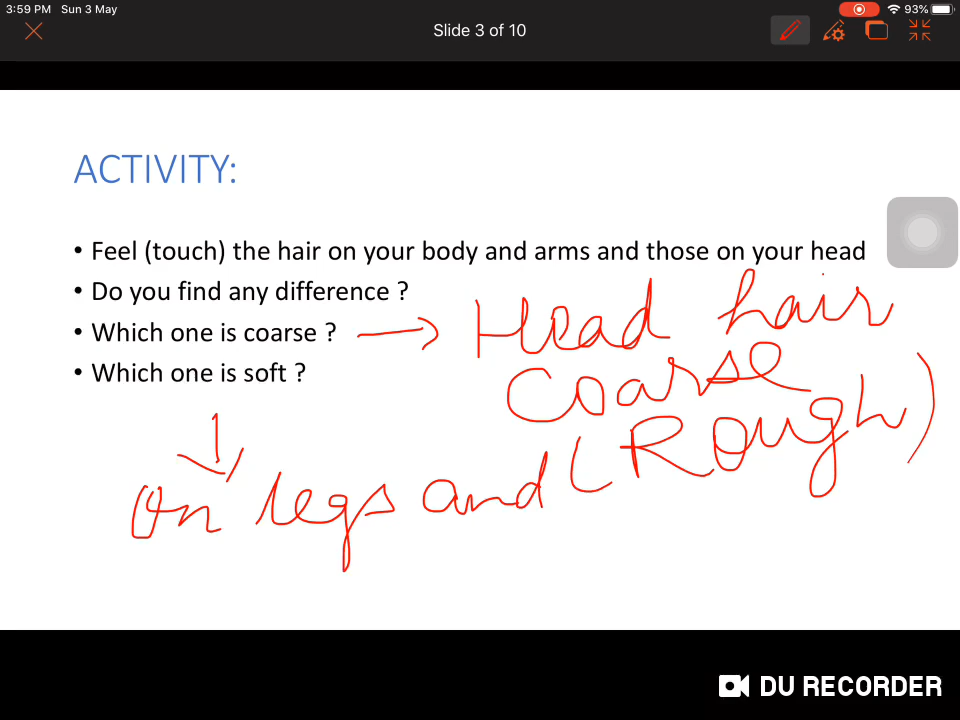 3:59 PM Sun 3 May 93%
Slide 3 of 10
ACTIVITY:
• Feel (touch) the hair on your body and arms and those on your head
• Do you find any difference ?
• Which one is coarse ? → Head hair
• Which one is soft ? coarse
(Rough)
On legs and
DU RECORDER